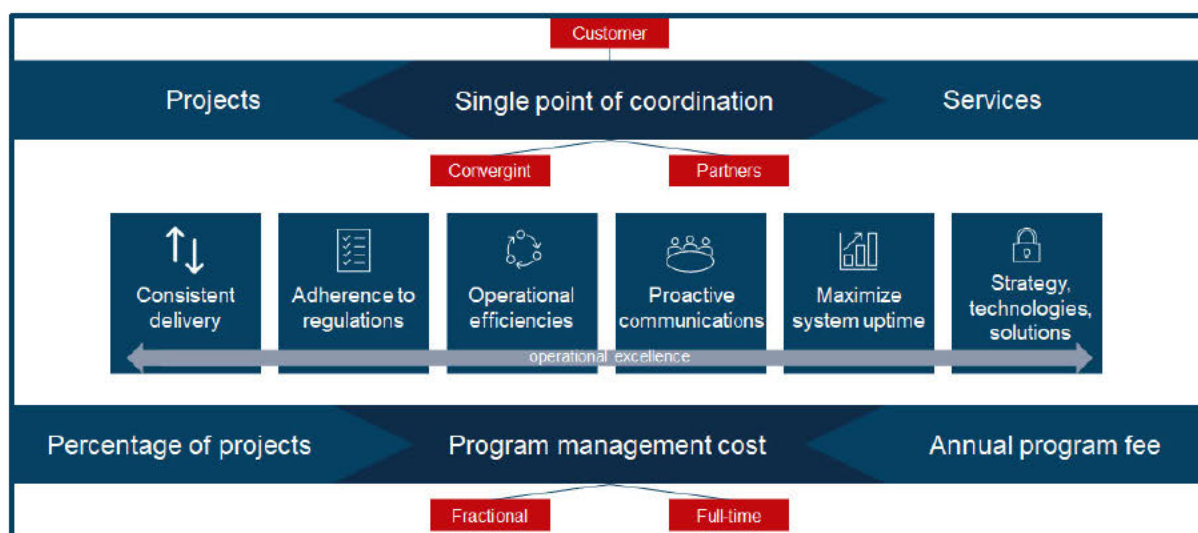 Customer
Projects
Single point of coordination
Services
Convergint
Partners
Consistent
delivery
Adherence to
regulations
Operational
efficiencies
Proactive
communications
Maximize
system uptime
Strategy,
technologies,
solutions
operational excellence
Percentage of projects
Program management cost
Annual program fee
Fractional
Full-time